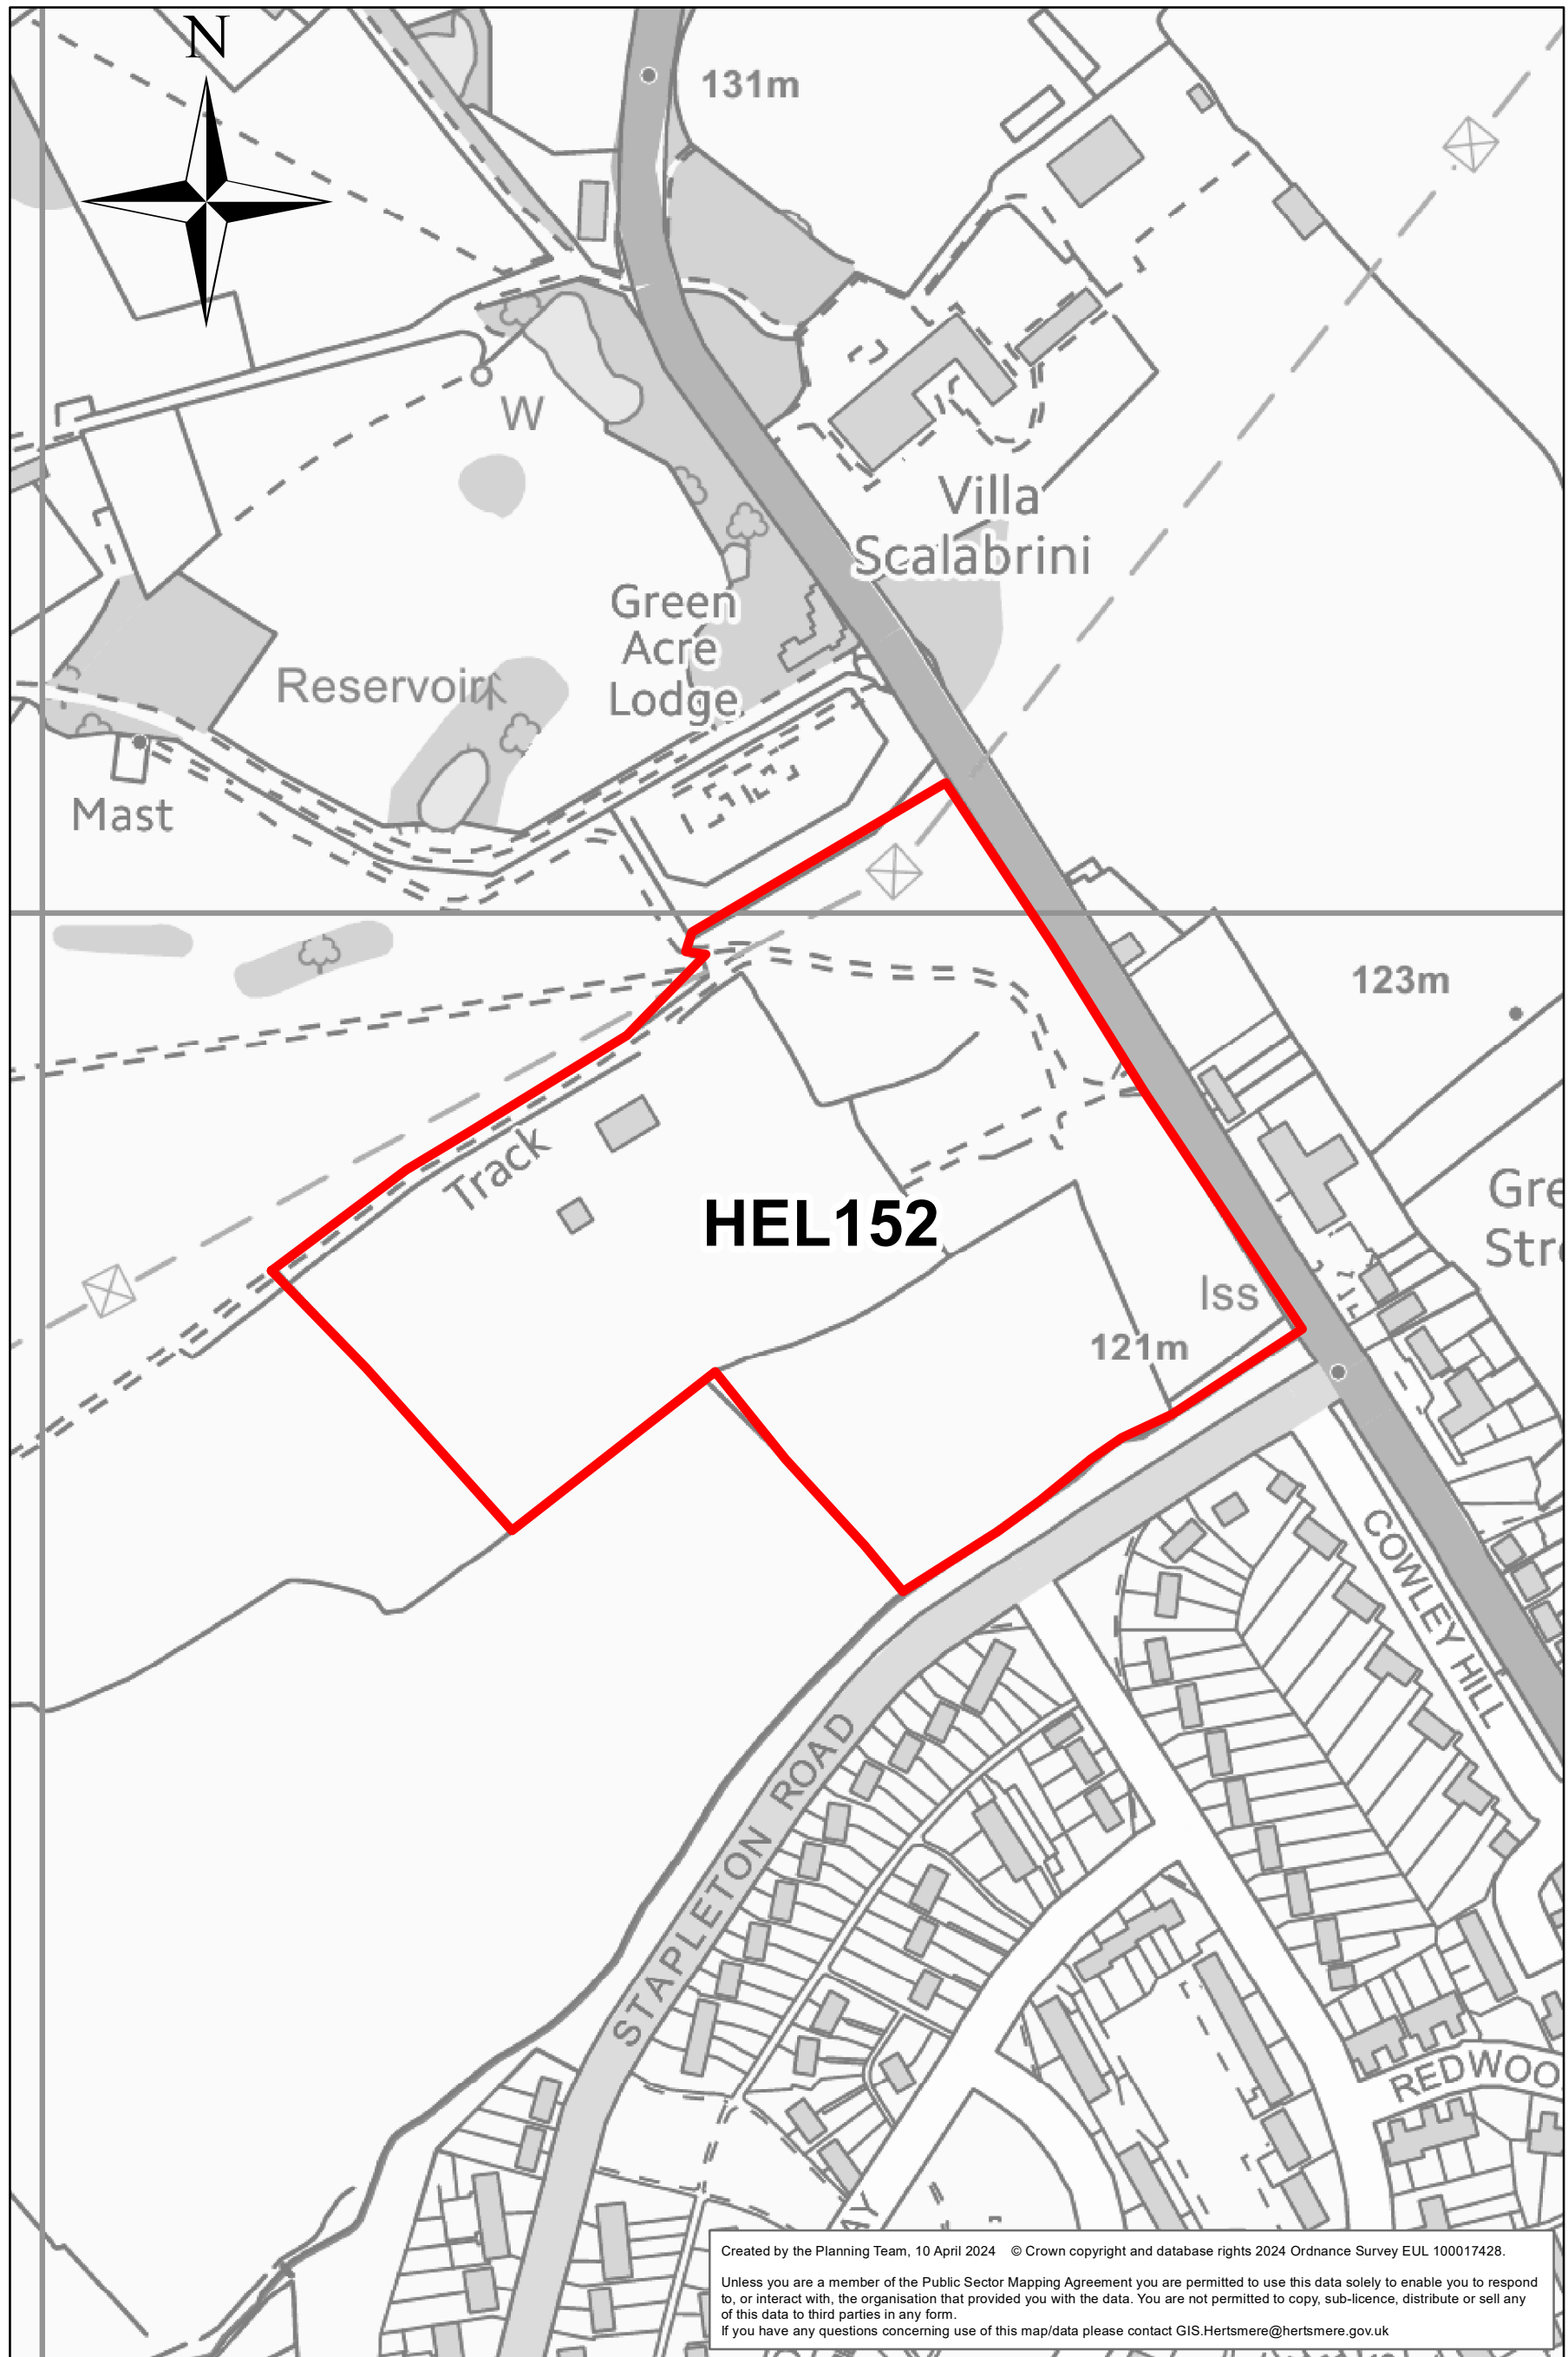 N
131m
W
Villa
Scalabrini
Green
Acre
Lodge
Reservoir
Mast
123m
Track
HEL152
Gre
Stre
Iss
121m
COWLEY HILL
STAPLETON ROAD
REDWOO
AY
Created by the Planning Team, 10 April 2024 © Crown copyright and database rights 2024 Ordnance Survey EUL 100017428.
Unless you are a member of the Public Sector Mapping Agreement you are permitted to use this data solely to enable you to respond
to, or interact with, the organisation that provided you with the data. You are not permitted to copy, sub-licence, distribute or sell any
of this data to third parties in any form.
If you have any questions concerning use of this map/data please contact GIS.Hertsmere@hertsmere.gov.uk